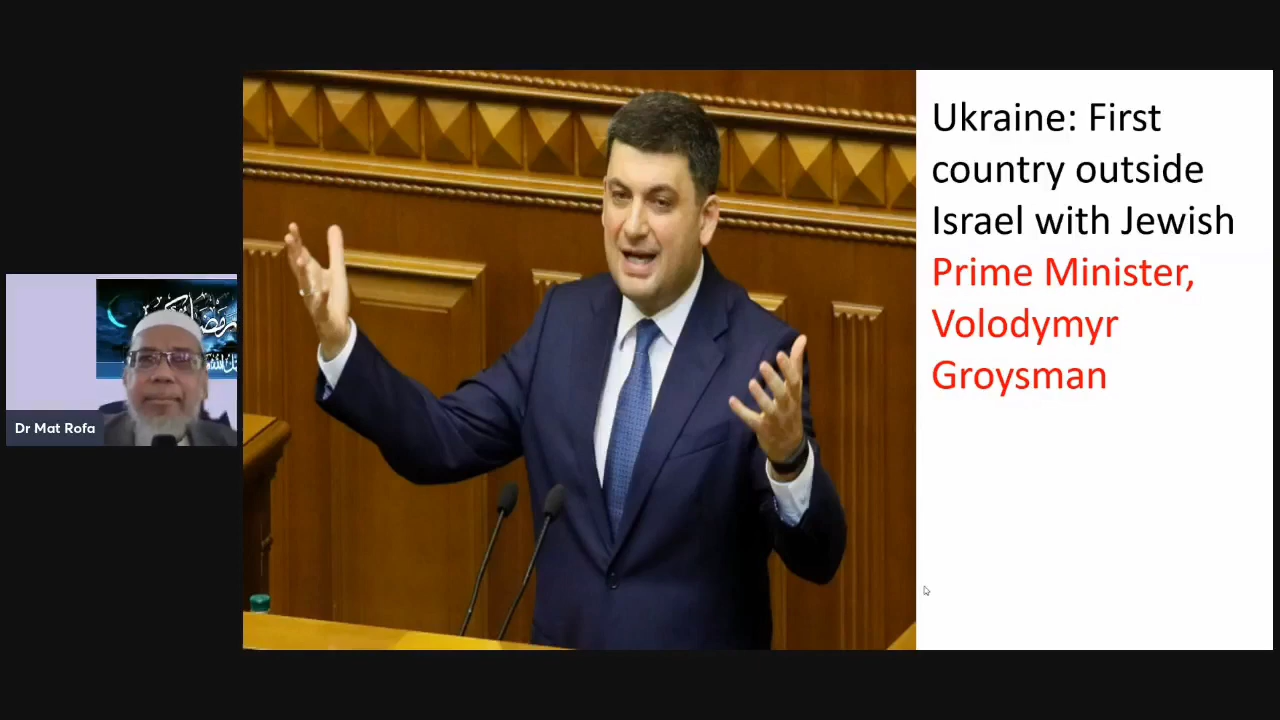 Ukraine: First
country outside
Israel with Jewish
Prime Minister,
Volodymyr
Groysman
Dr Mat Rofa